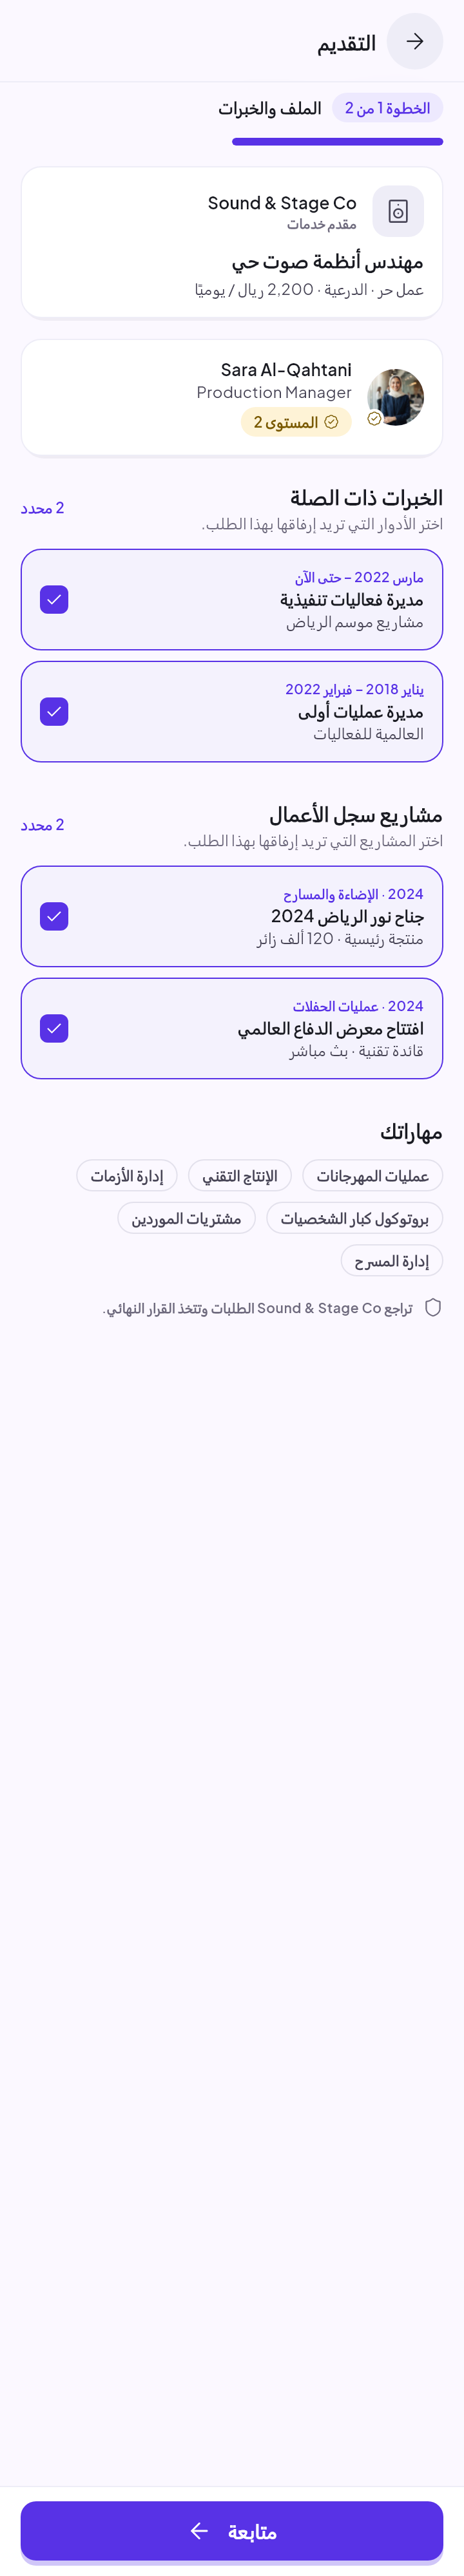 التقديم
الخطوة 1 من 2
الملف والخبرات
Sound & Stage Co
مقدم خدمات
مهندس أنظمة صوت حي
عمل حر · الدرعية · 2,200 ريال / يوميًا
Sara Al-Qahtani
Production Manager
المستوى 2
الخبرات ذات الصلة
2 محدد
اختر الأدوار التي تريد إرفاقها بهذا الطلب.
مارس 2022 – حتى الآن
مديرة فعاليات تنفيذية
مشاريع موسم الرياض
يناير 2018 – فبراير 2022
مديرة عمليات أولى
العالمية للفعاليات
مشاريع سجل الأعمال
2 محدد
اختر المشاريع التي تريد إرفاقها بهذا الطلب.
2024 · الإضاءة والمسارح
جناح نور الرياض 2024
منتجة رئيسية · 120 ألف زائر
2024 · عمليات الحفلات
افتتاح معرض الدفاع العالمي
قائدة تقنية · بث مباشر
مهاراتك
عمليات المهرجانات
الإنتاج التقني
إدارة الأزمات
بروتوكول كبار الشخصيات
مشتريات الموردين
إدارة المسرح
تراجع Sound & Stage Co الطلبات وتتخذ القرار النهائي.
متابعة